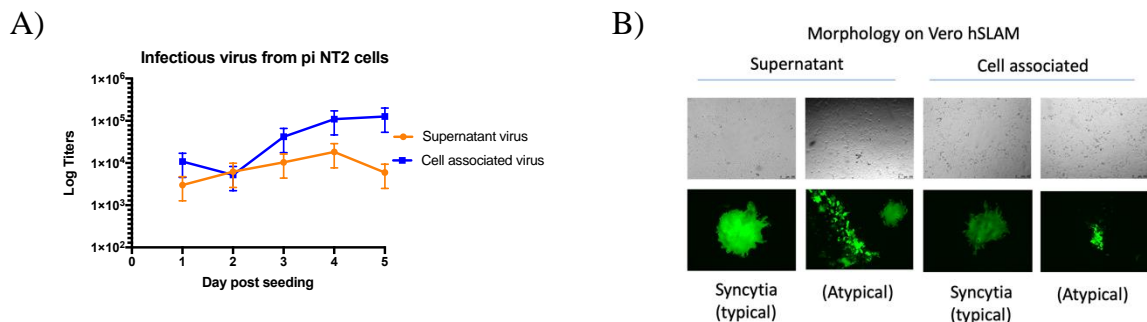 A)
Infectious virus from pi NT2 cells
1×10⁶
1×10⁵
1×10⁴
1×10³
1×10²
Log Titers
0 1 2 3 4 5
Day post seeding
Supernatant virus
Cell associated virus
B)
Morphology on Vero hSLAM
Supernatant Cell associated
Syncytia (Atypical) Syncytia (Atypical)
(typical) (typical)